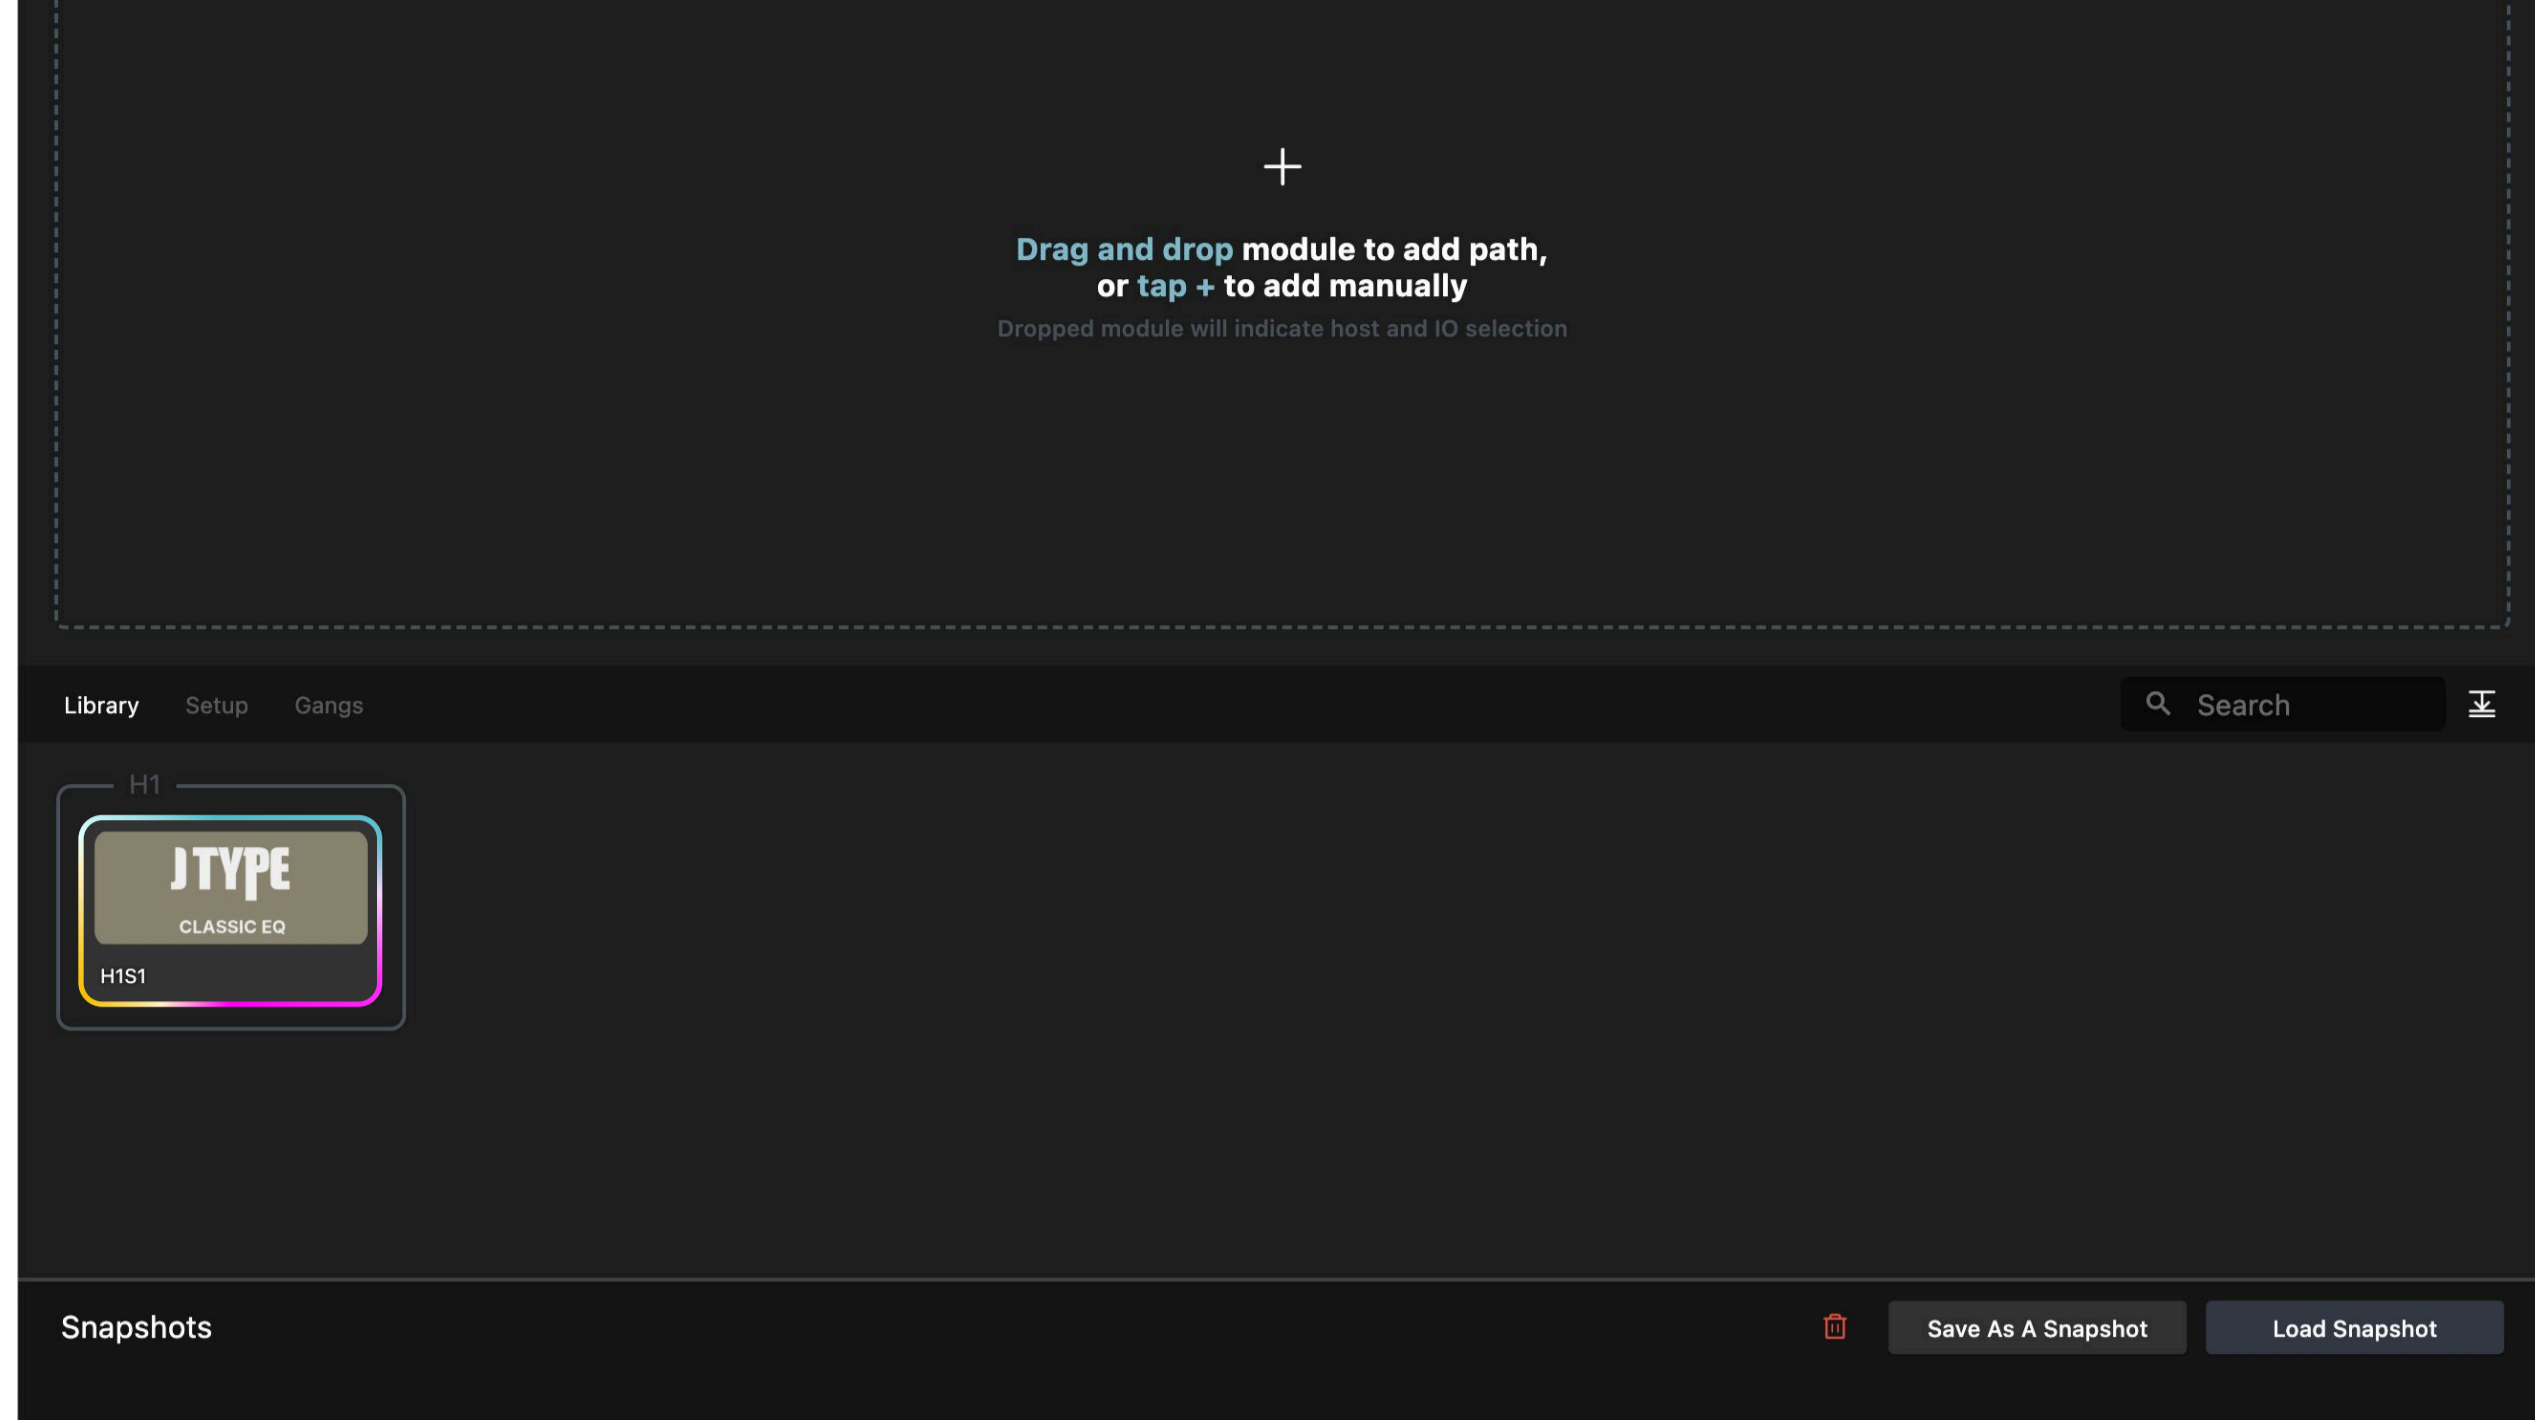 Drag and drop module to add path,
or tap + to add manually
Dropped module will indicate host and IO selection
Library Setup Gangs Search
H1
J TYPE
CLASSIC EQ
H1S1
Snapshots Save As A Snapshot Load Snapshot